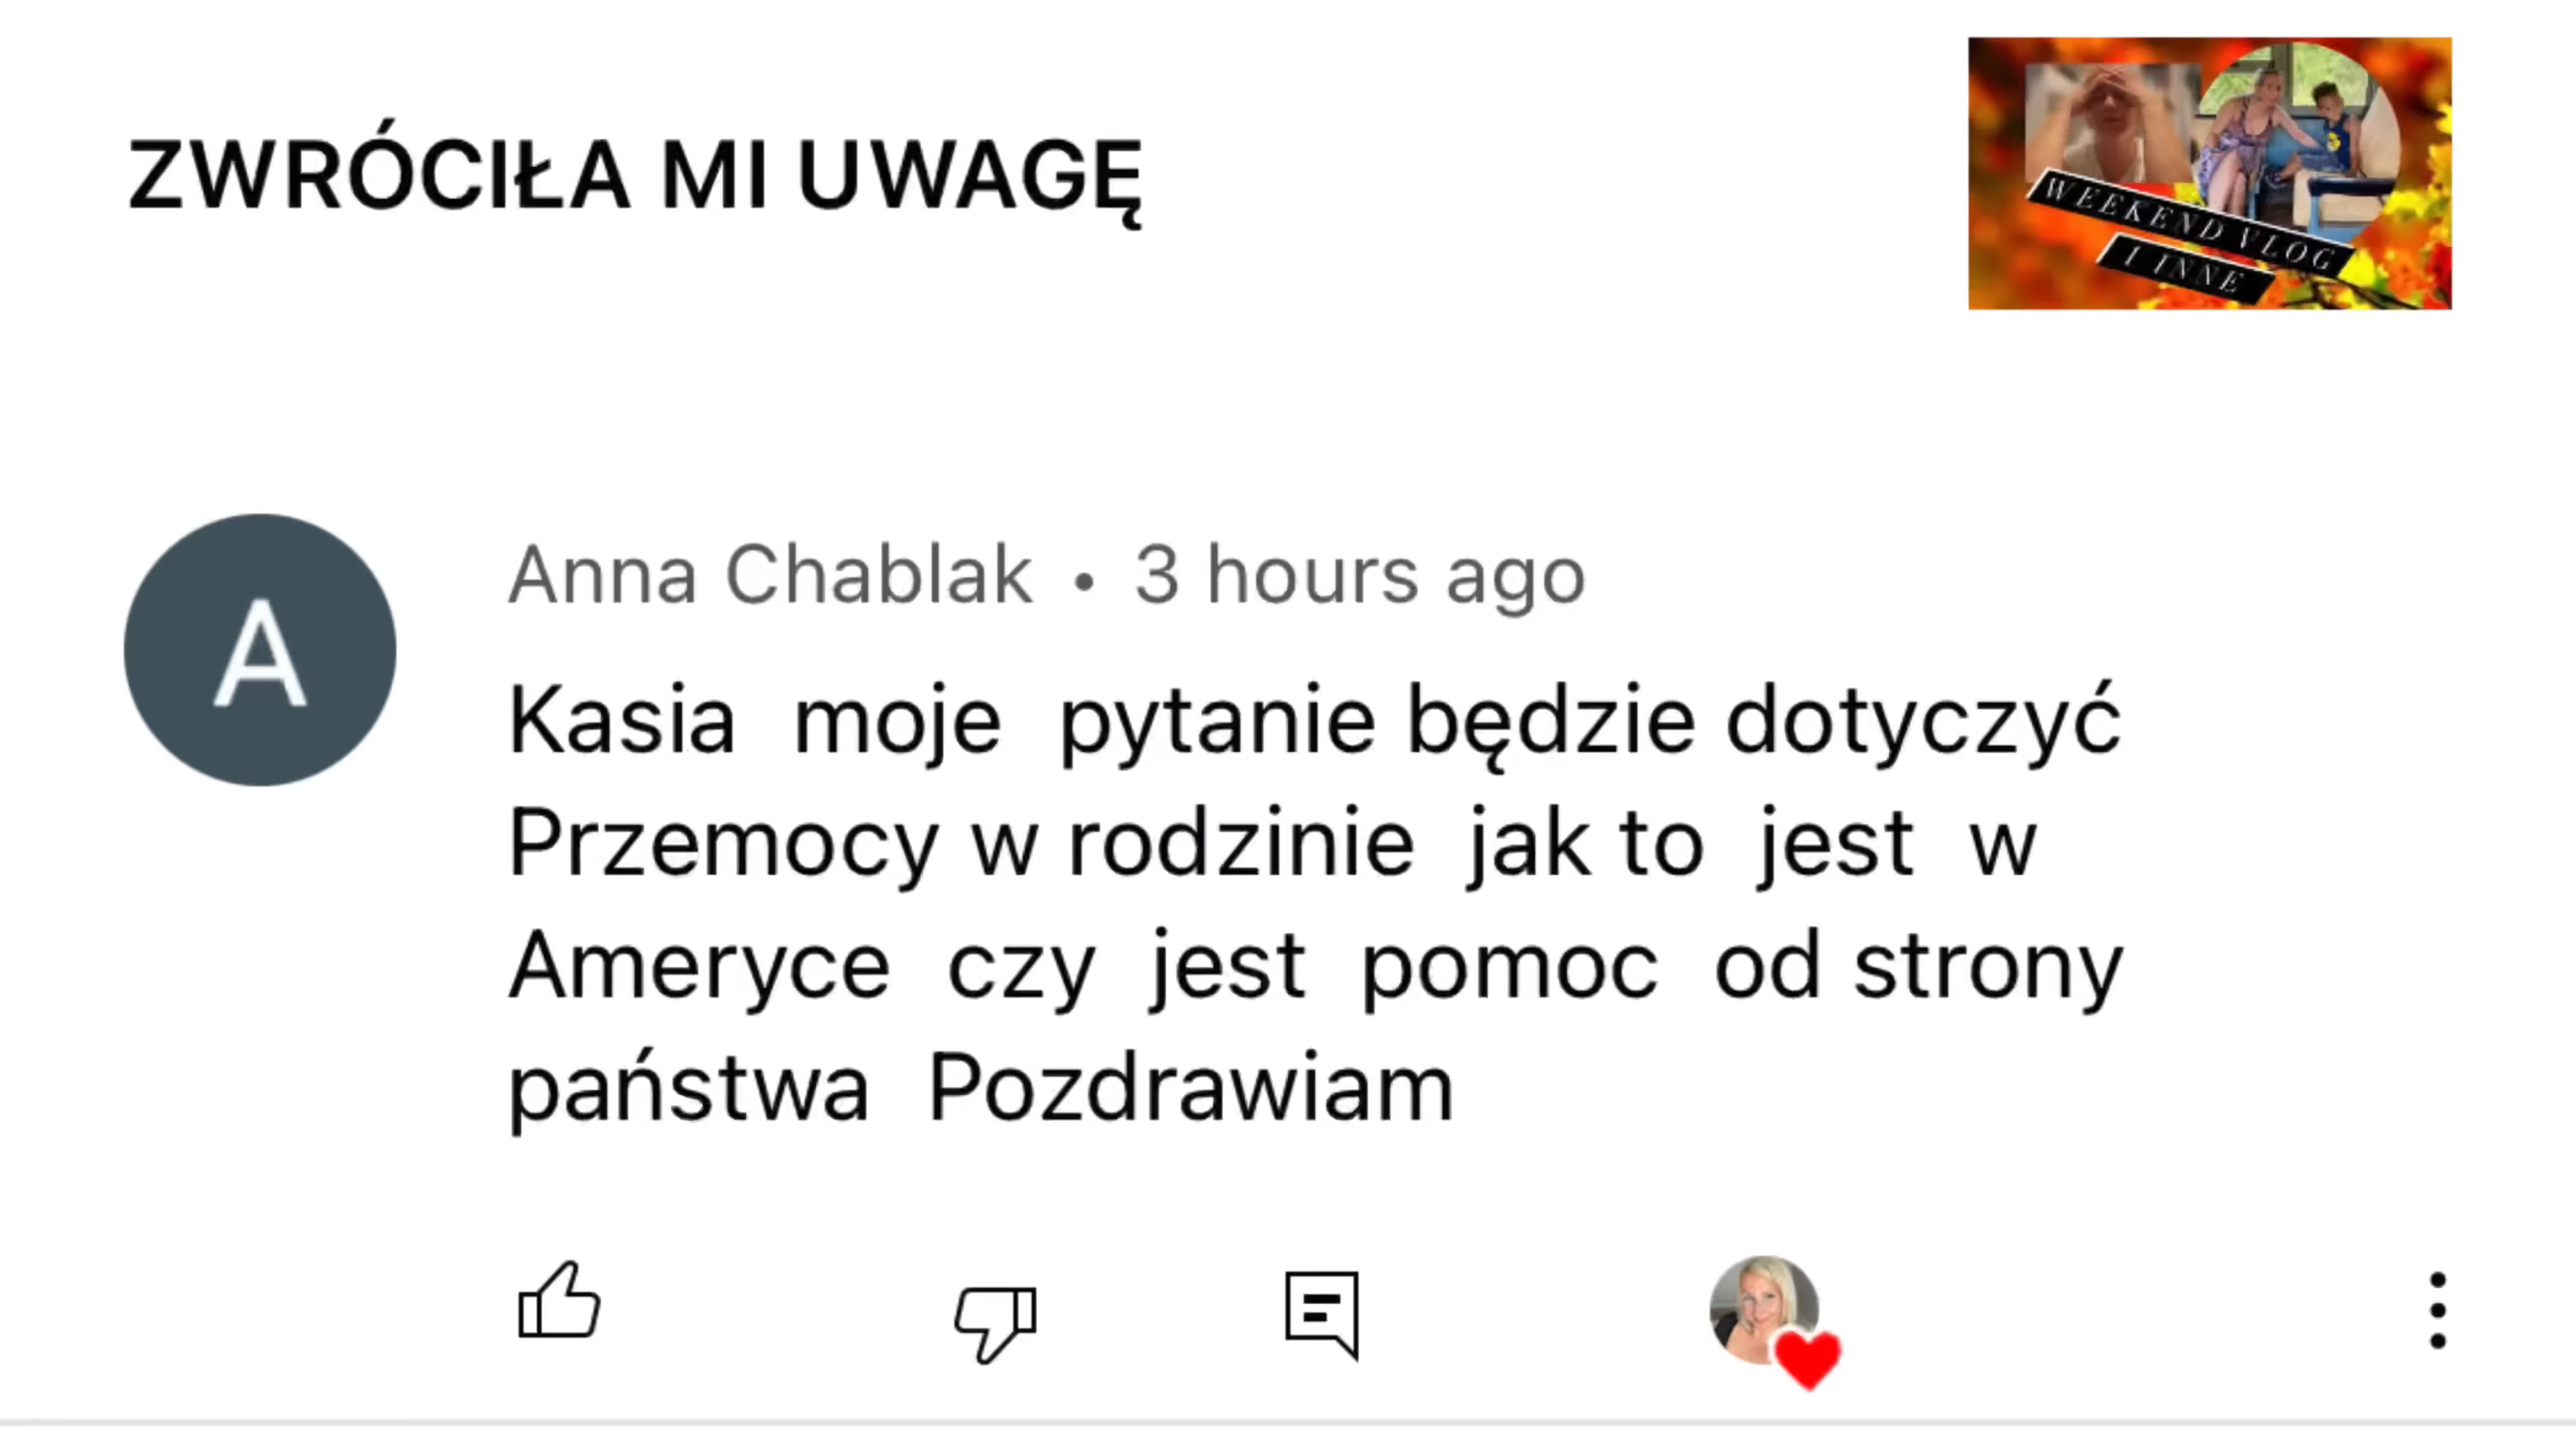 ZWRÓCIŁA MI UWAGĘ
WEEKEND VLOG
I INNE
A
Anna Chablak • 3 hours ago
Kasia moje pytanie będzie dotyczyć
Przemocy w rodzinie jak to jest w
Ameryce czy jest pomoc od strony
państwa Pozdrawiam